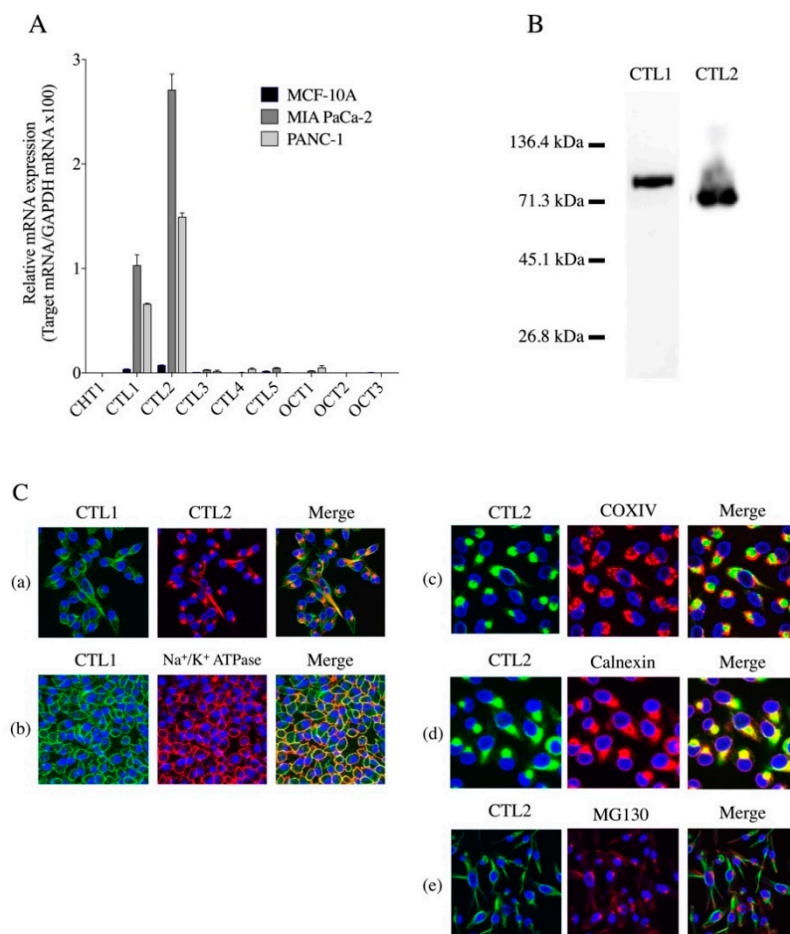 A
Relative mRNA expression
(Target mRNA/GAPDH mRNA x100)
3
2
1
0
MCF-10A
MIA PaCa-2
PANC-1
CHT1
CTL1
CTL2
CTL3
CTL4
CTL5
OCT1
OCT2
OCT3
B
CTL1 CTL2
136.4 kDa
71.3 kDa
45.1 kDa
26.8 kDa
C
CTL1 CTL2 Merge
(a)
CTL1 Na⁺/K⁺ ATPase Merge
(b)
CTL2 COXIV Merge
(c)
CTL2 Calnexin Merge
(d)
CTL2 MG130 Merge
(e)